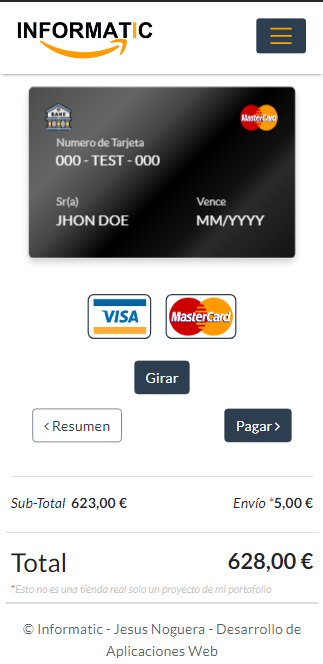 INFORMATIC
BANK
MasterCard
Numero de Tarjeta
000 - TEST - 000
Sr(a)
Vence
JHON DOE
MM/YYYY
VISA
MasterCard
Girar
‹ Resumen
Pagar ›
Sub-Total 623,00 €
Envío *5,00 €
Total
628,00 €
*Esto no es una tienda real solo un proyecto de mi portafolio
© Informatic - Jesus Noguera - Desarrollo de
Aplicaciones Web